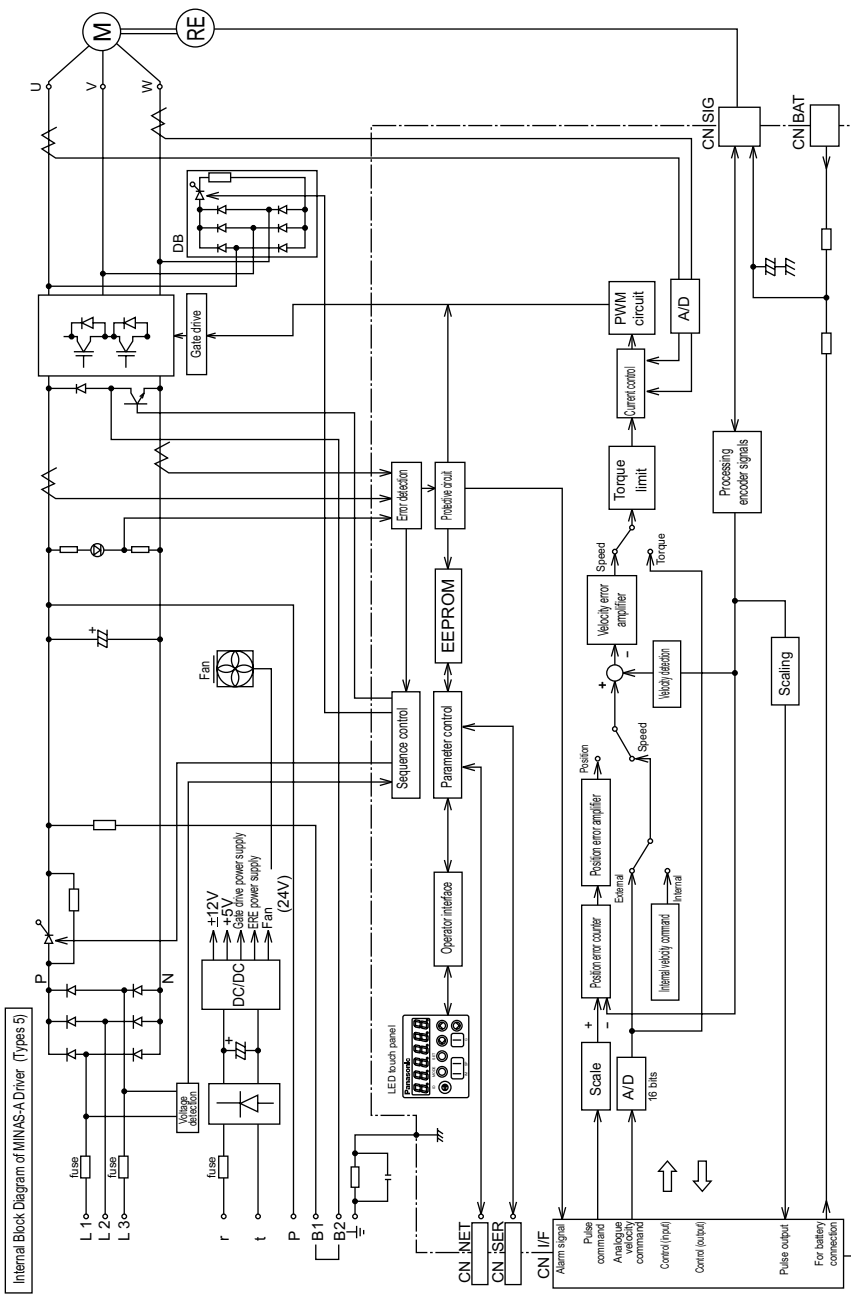 Internal Block Diagram of MINAS-A Driver (Types 5)
L 1
L 2
L 3
fuse
fuse
Voltage
detection
P
N
U
V
W
M
RE
DB
Gate drive
r
t
fuse
DC/DC
+
±12V
+5V
Gate drive power supply
ERE power supply
Fan
(24V)
Fan
+
P
B1
B2
Error detection
Protective circuit
Sequence control
EEPROM
Parameter control
Operator interface
LED touch panel
Panasonic
CN NET
CN SER
CN I/F
CN SIG
CN BAT
Alarm signal
Pulse
command
Analogue
velocity
command
Control (input)
Control (output)
Pulse output
For battery
connection
Scale
A/D
16 bits
+
-
Position error counter
Position error amplifier
Position
External
Internal velocity command
Internal
Speed
+
-
Velocity error
amplifier
Velocity detection
Speed
Torque
Torque
limit
Current control
PWM
circuit
A/D
Processing
encoder signals
Scaling